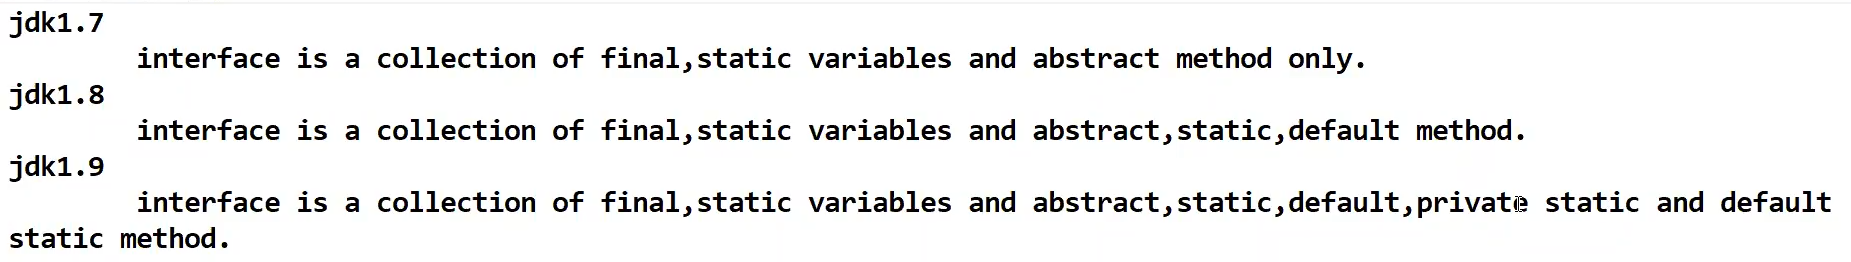 jdk1.7
interface is a collection of final,static variables and abstract method only.
jdk1.8
interface is a collection of final,static variables and abstract,static,default method.
jdk1.9
interface is a collection of final,static variables and abstract,static,default,private static and default
static method.